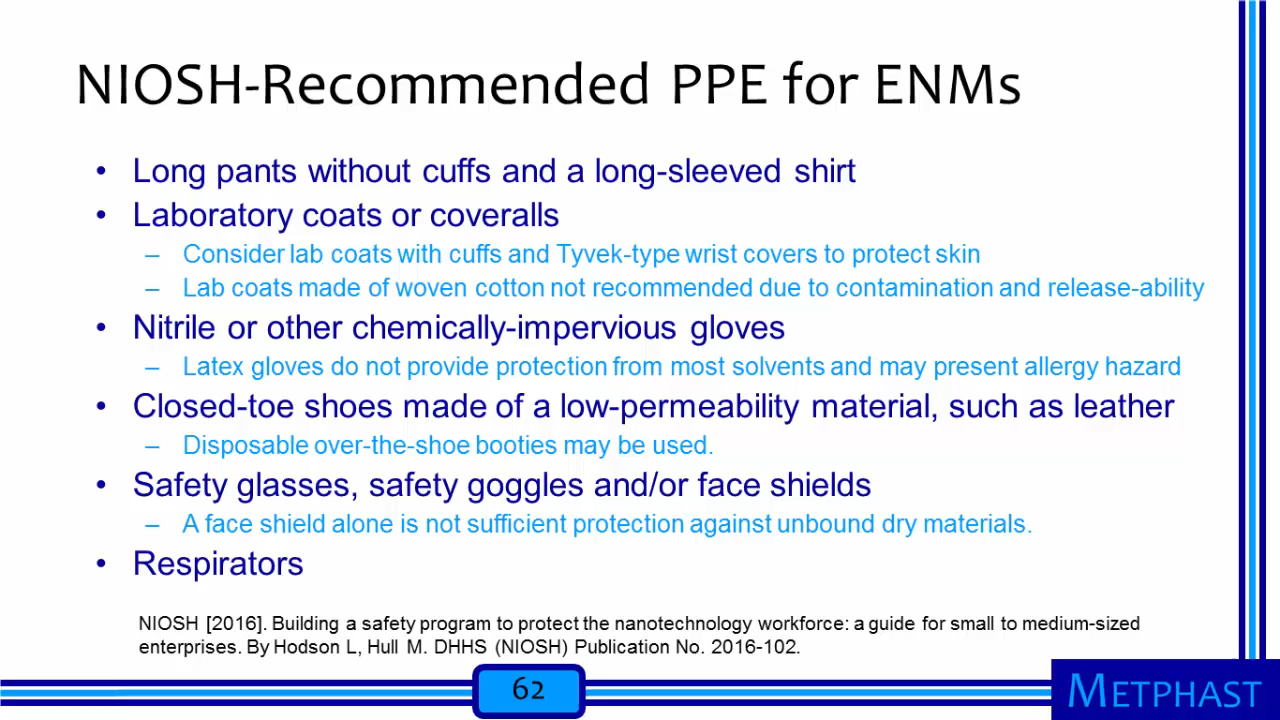 NIOSH-Recommended PPE for ENMs
• Long pants without cuffs and a long-sleeved shirt
• Laboratory coats or coveralls
– Consider lab coats with cuffs and Tyvek-type wrist covers to protect skin
– Lab coats made of woven cotton not recommended due to contamination and release-ability
• Nitrile or other chemically-impervious gloves
– Latex gloves do not provide protection from most solvents and may present allergy hazard
• Closed-toe shoes made of a low-permeability material, such as leather
– Disposable over-the-shoe booties may be used.
• Safety glasses, safety goggles and/or face shields
– A face shield alone is not sufficient protection against unbound dry materials.
• Respirators
NIOSH [2016]. Building a safety program to protect the nanotechnology workforce: a guide for small to medium-sized
enterprises. By Hodson L, Hull M. DHHS (NIOSH) Publication No. 2016-102.
62
METPHAST